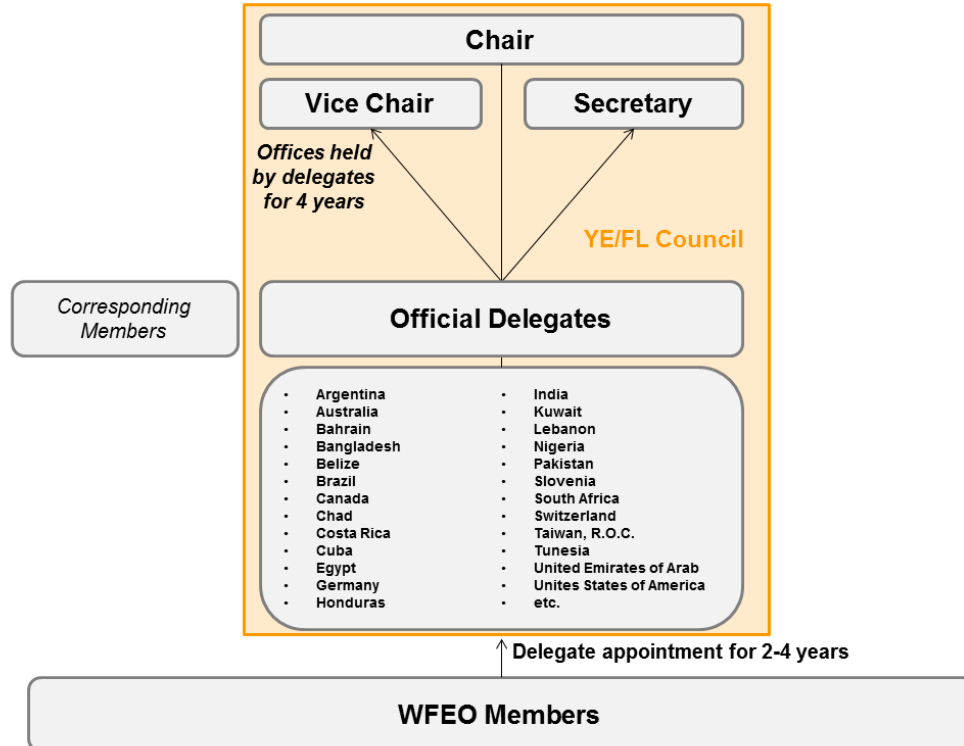 Chair
Vice Chair
Secretary
Offices held
by delegates
for 4 years
YE/FL Council
Corresponding
Members
Official Delegates
• Argentina
• Australia
• Bahrain
• Bangladesh
• Belize
• Brazil
• Canada
• Chad
• Costa Rica
• Cuba
• Egypt
• Germany
• Honduras
• India
• Kuwait
• Lebanon
• Nigeria
• Pakistan
• Slovenia
• South Africa
• Switzerland
• Taiwan, R.O.C.
• Tunesia
• United Emirates of Arab
• Unites States of America
• etc.
Delegate appointment for 2-4 years
WFEO Members